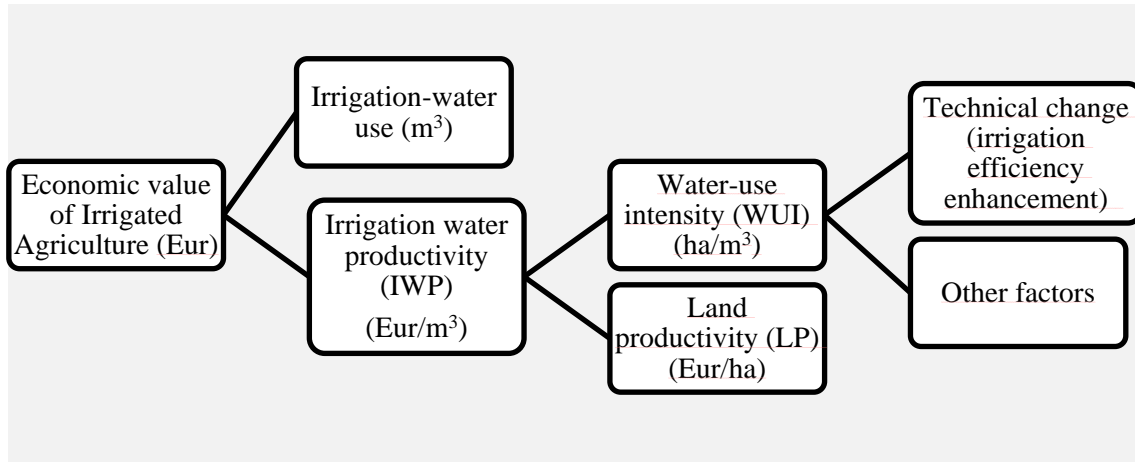 Economic value
of Irrigated
Agriculture (Eur)
Irrigation-water
use (m³)
Irrigation water
productivity
(IWP)
(Eur/m³)
Water-use
intensity (WUI)
(ha/m³)
Land
productivity (LP)
(Eur/ha)
Technical change
(irrigation
efficiency
enhancement)
Other factors